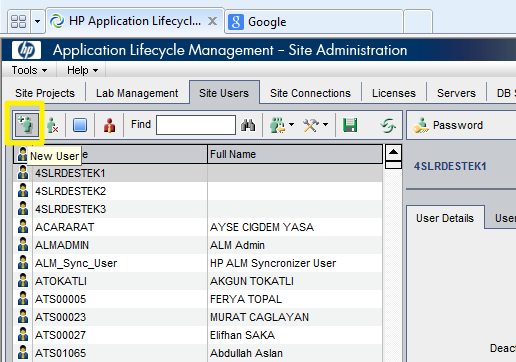 HP Application Lifecycl...
Google
hp
Application Lifecycle Management – Site Administration
Tools Help
Site Projects Lab Management Site Users Site Connections Licenses Servers DB S
Find
Password
New User
e Full Name
4SLRDESTEK1
4SLRDESTEK1
4SLRDESTEK2
4SLRDESTEK3
User Details User
ACARARAT AYSE CIGDEM YASA
ALMADMIN ALM Admin
ALM_Sync_User HP ALM Syncronizer User
ATOKATLI AKGUN TOKATLI
ATS00005 FERYA TOPAL
ATS00023 MURAT CAGLAYAN
ATS00027 Elifhan SAKA
Deact
ATS01065 Abdullah Aslan